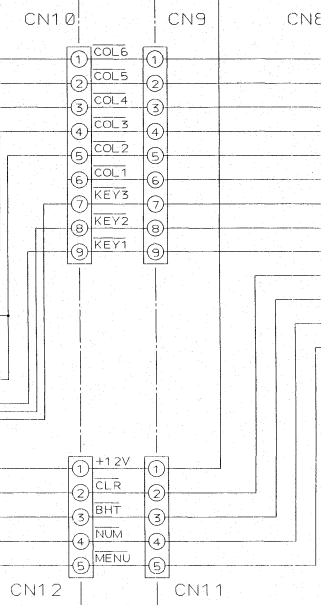 CN10 CN9 CN8
1 COL6 1
2 COL5 2
3 COL4 3
4 COL3 4
5 COL2 5
6 COL1 6
7 KEY3 7
8 KEY2 8
9 KEY1 9
1 +12V 1
2 CLR 2
3 BHT 3
4 NUM 4
5 MENU 5
CN12 CN11